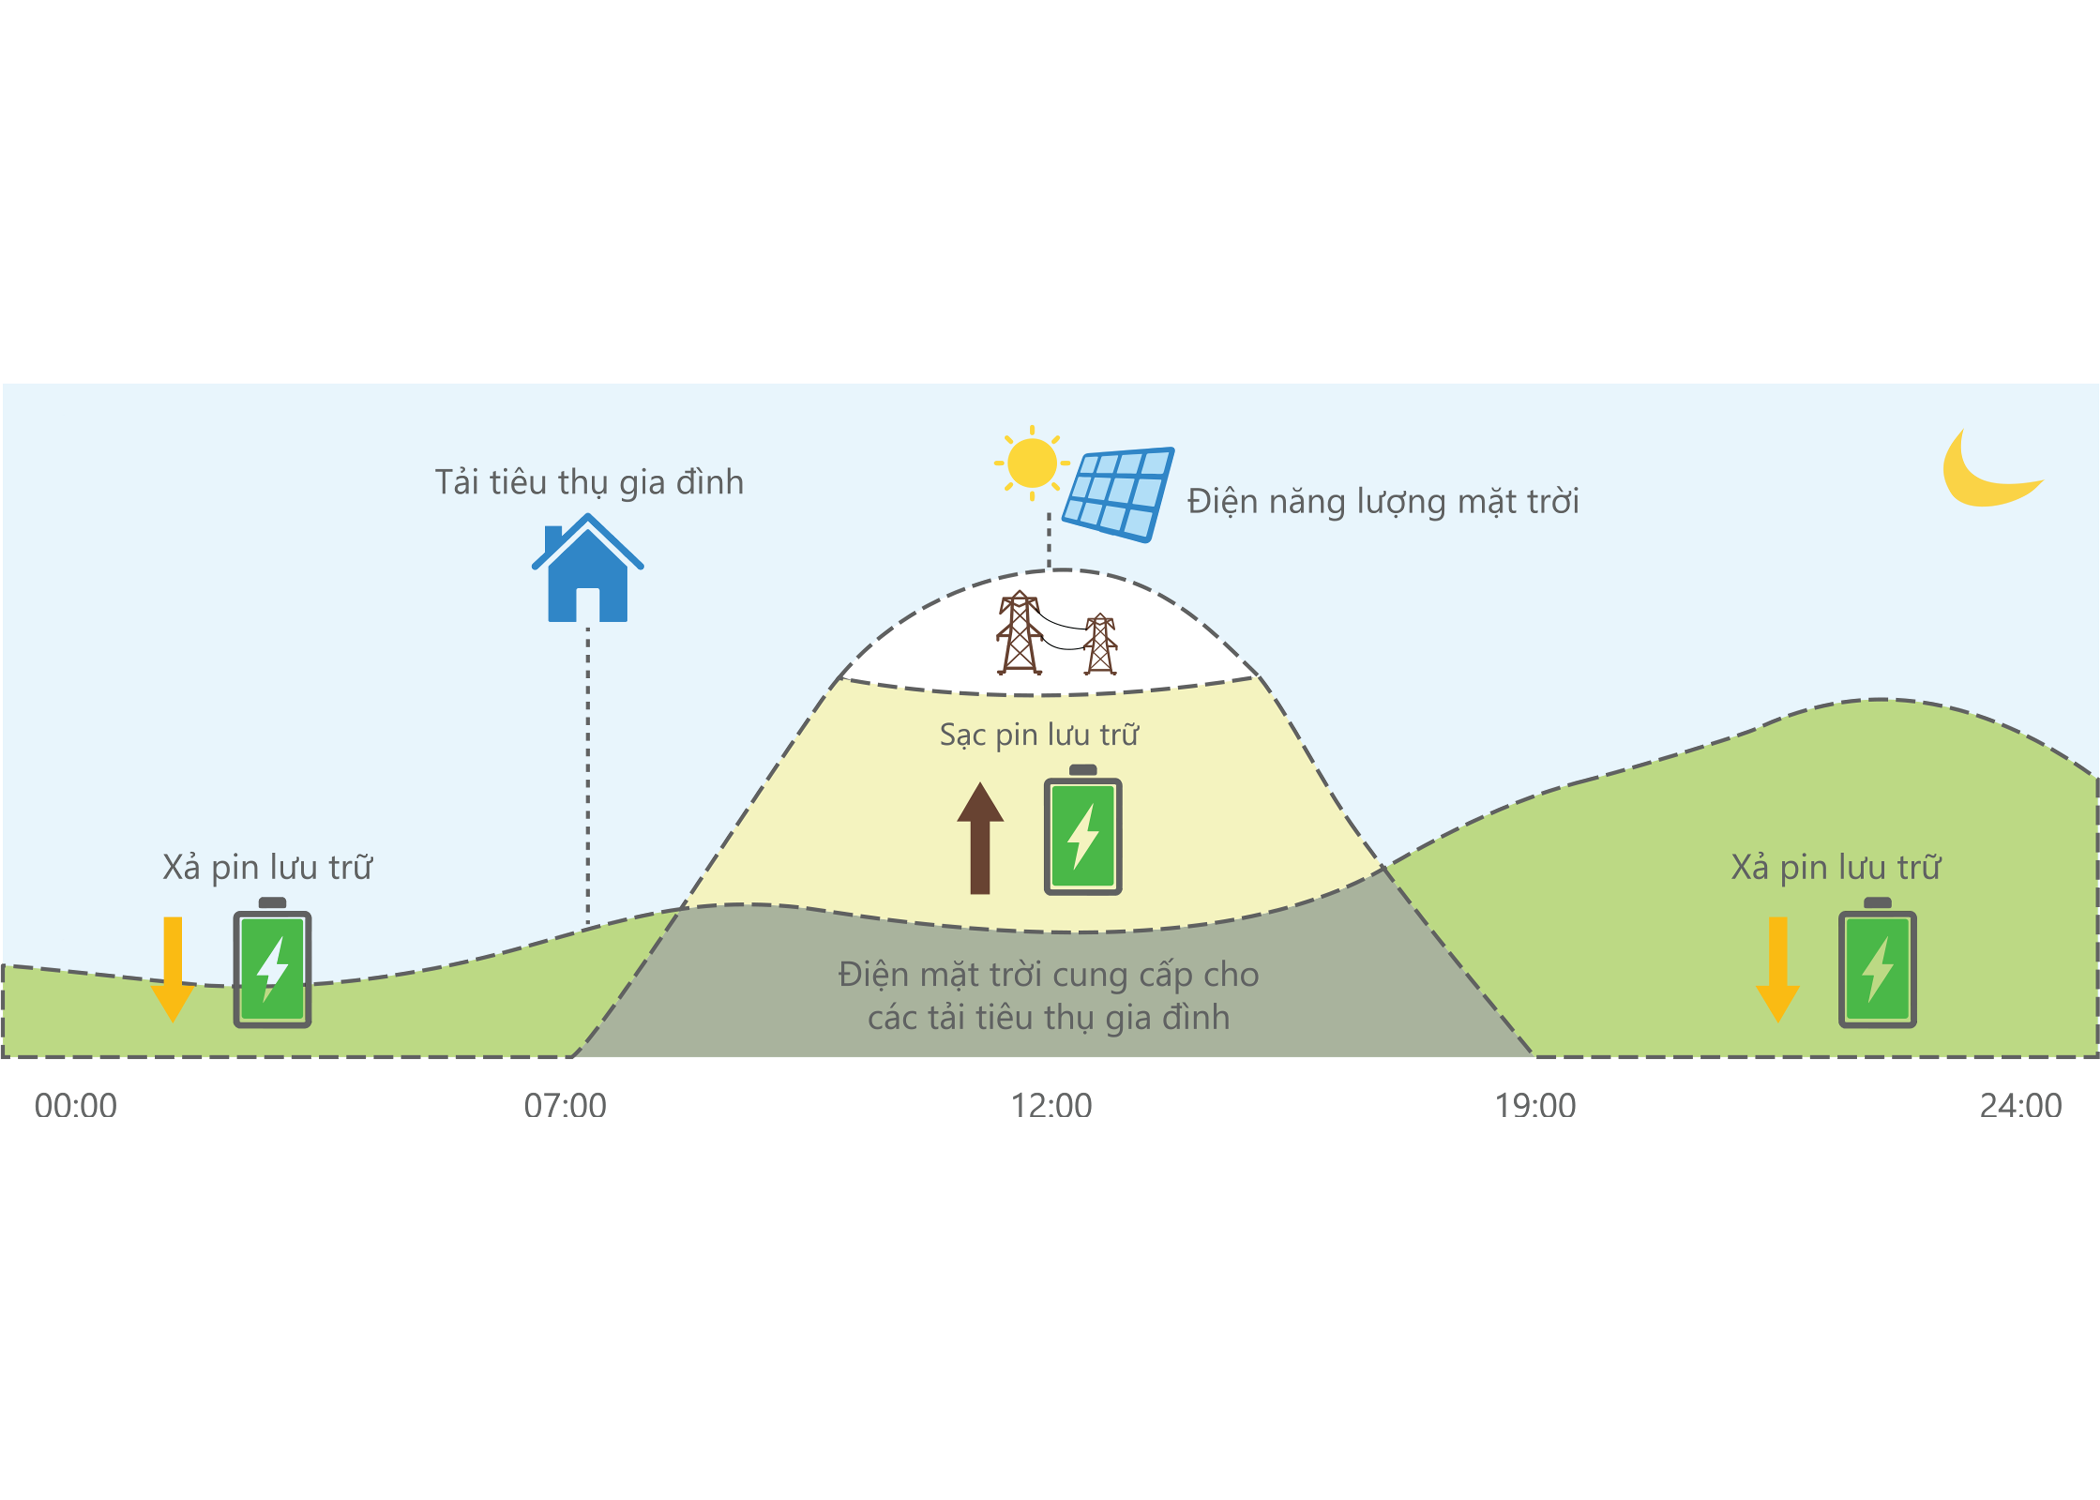 Tải tiêu thụ gia đình
Điện năng lượng mặt trời
Sạc pin lưu trữ
Xả pin lưu trữ
Xả pin lưu trữ
Điện mặt trời cung cấp cho
các tải tiêu thụ gia đình
00:00
07:00
12:00
19:00
24:00